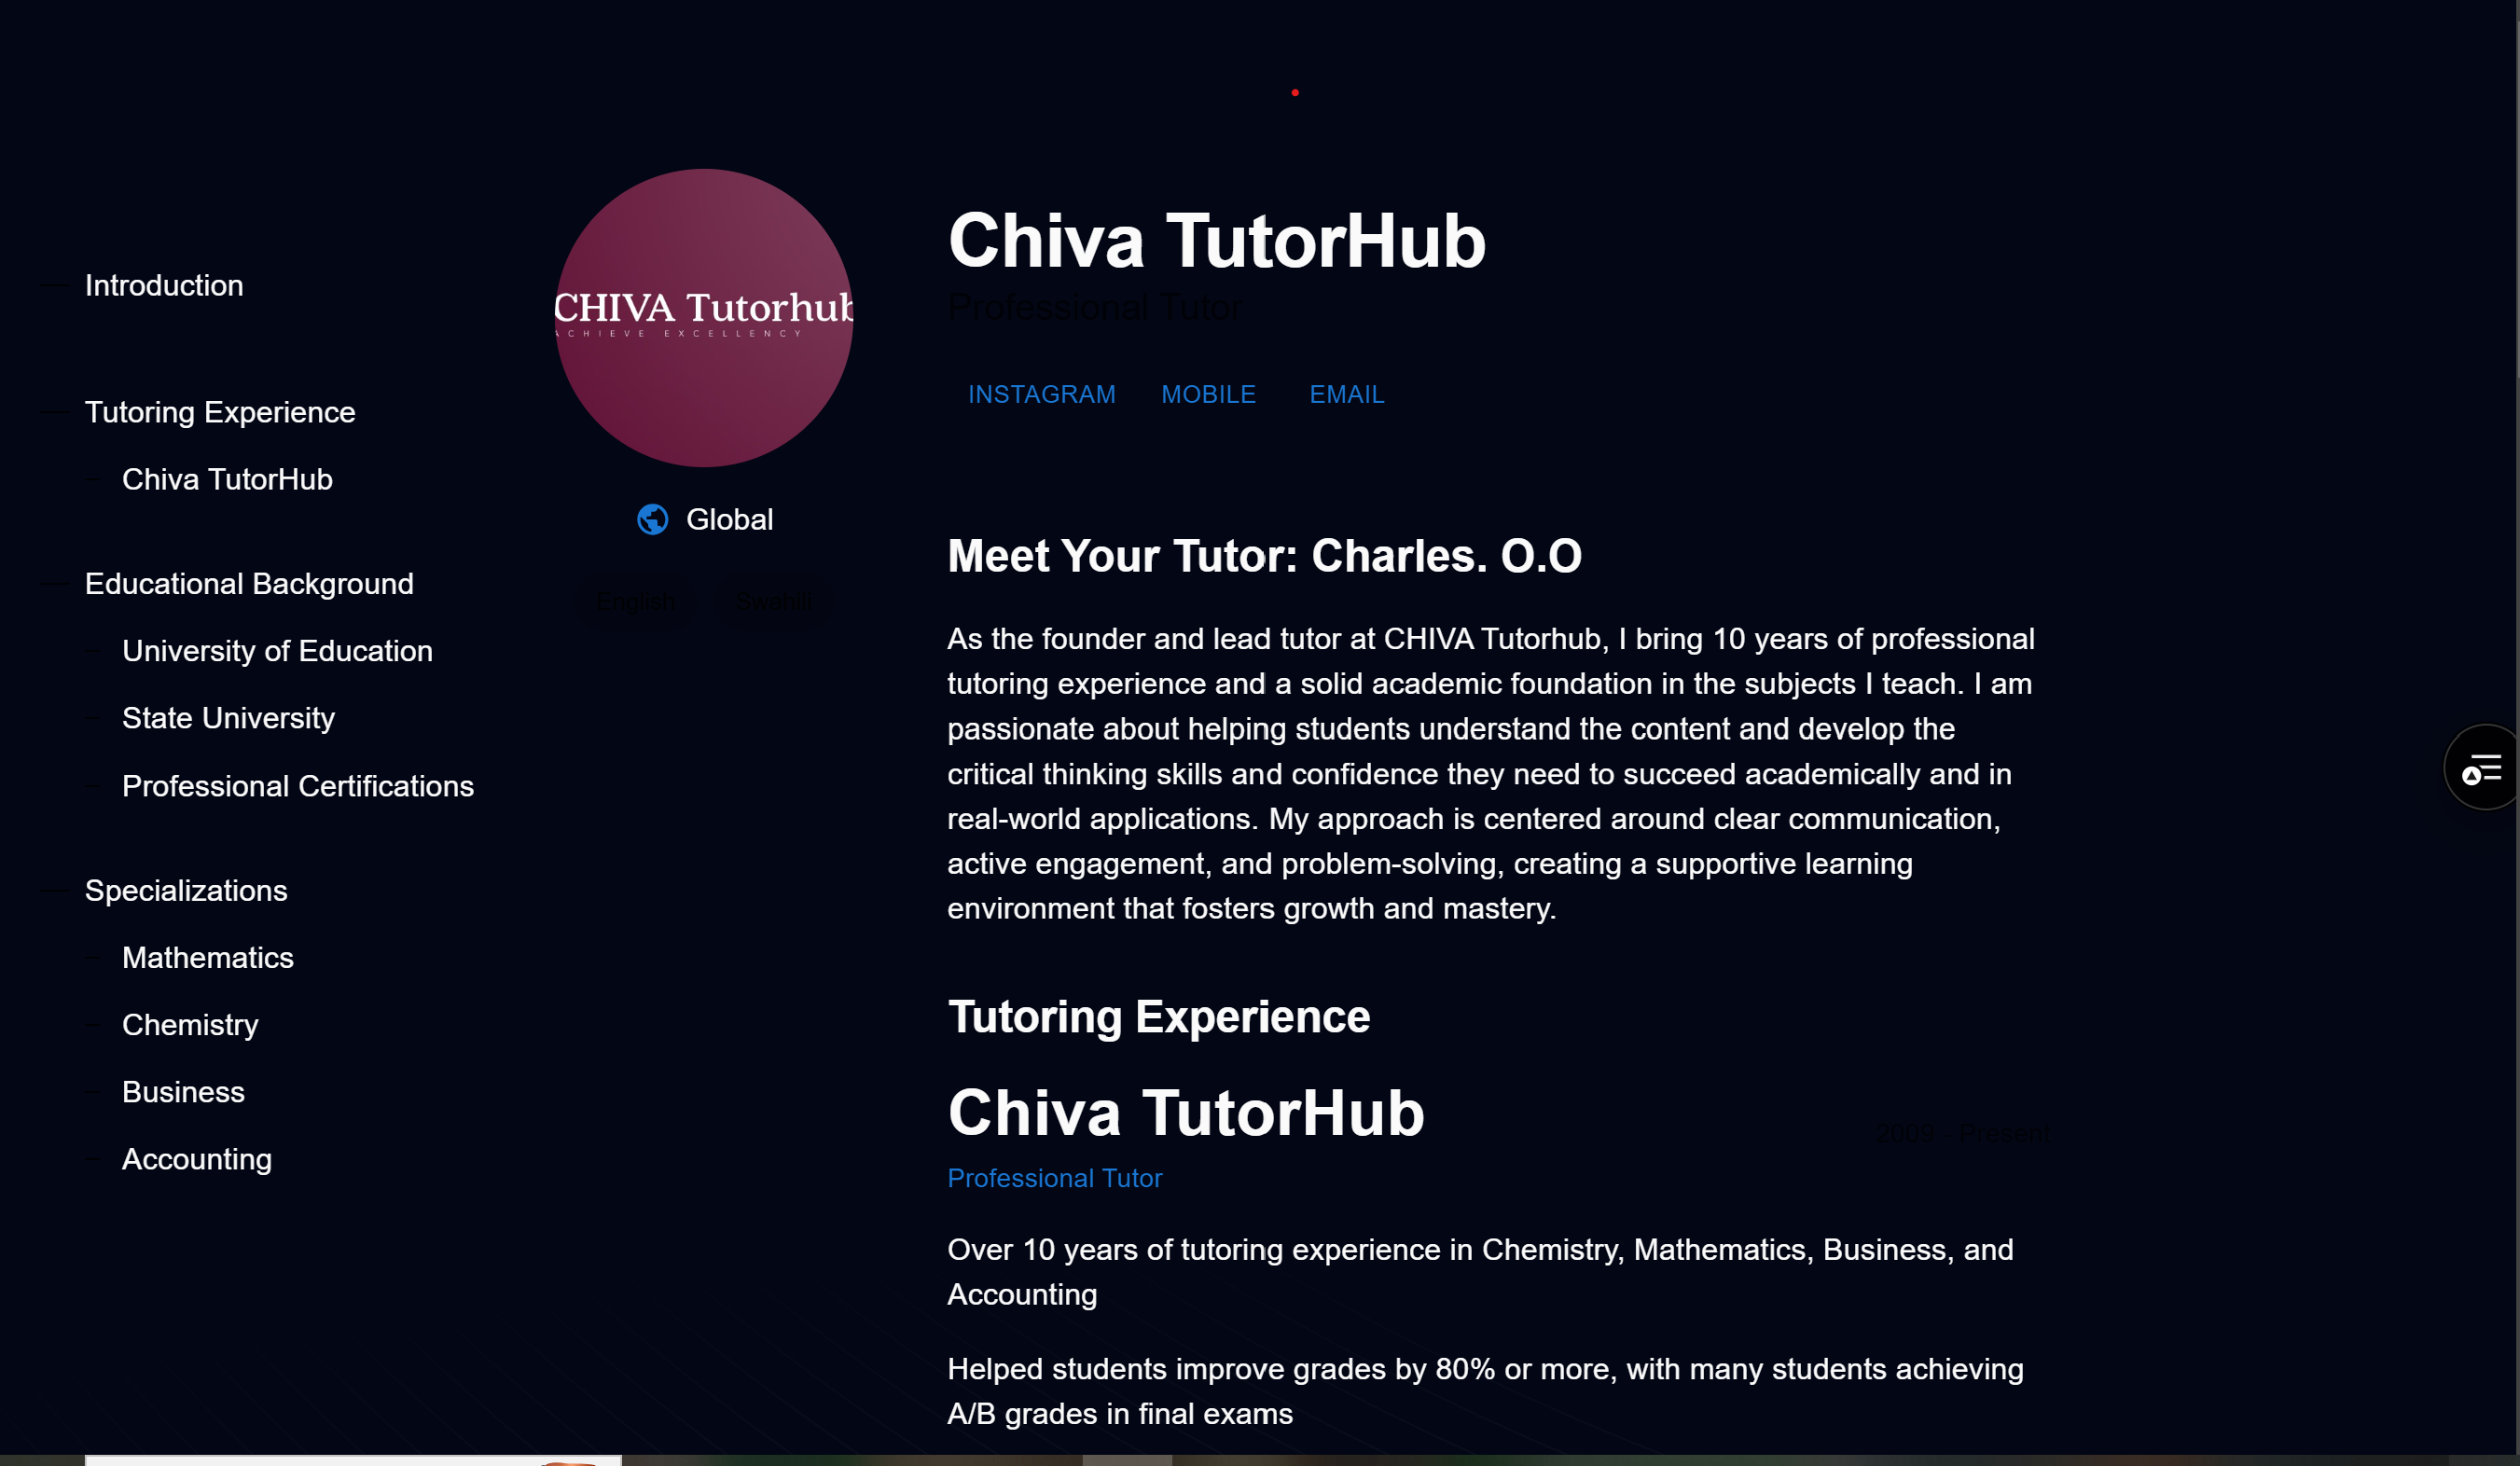 Introduction
Tutoring Experience
Chiva TutorHub
Educational Background
University of Education
State University
Professional Certifications
Specializations
Mathematics
Chemistry
Business
Accounting
CHIVA Tutorhub
ACHIEVE EXCELLENCY
Global
English
Swahili
Chiva TutorHub
Professional Tutor
INSTAGRAM MOBILE EMAIL
Meet Your Tutor: Charles. O.O
As the founder and lead tutor at CHIVA Tutorhub, I bring 10 years of professional
tutoring experience and a solid academic foundation in the subjects I teach. I am
passionate about helping students understand the content and develop the
critical thinking skills and confidence they need to succeed academically and in
real-world applications. My approach is centered around clear communication,
active engagement, and problem-solving, creating a supportive learning
environment that fosters growth and mastery.
Tutoring Experience
Chiva TutorHub
2009 - Present
Professional Tutor
Over 10 years of tutoring experience in Chemistry, Mathematics, Business, and
Accounting
Helped students improve grades by 80% or more, with many students achieving
A/B grades in final exams